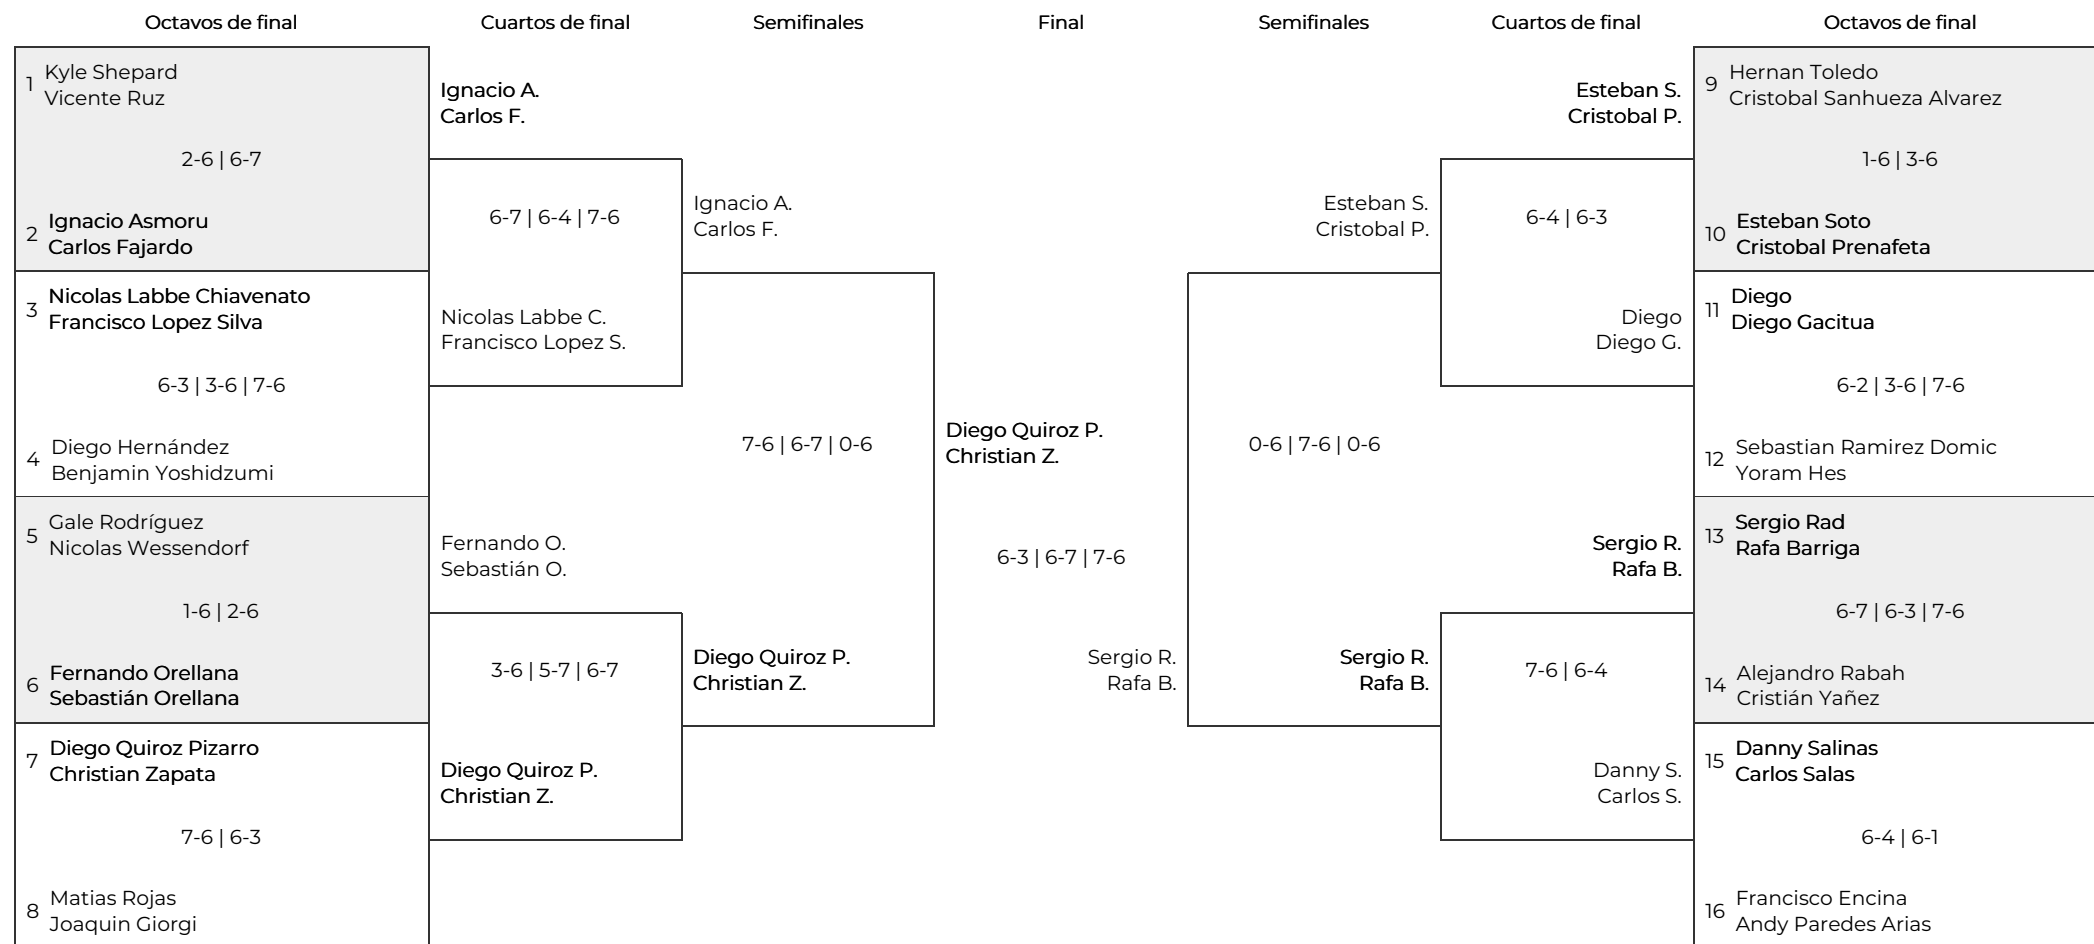 Octavos de final
Cuartos de final
Semifinales
Final
Semifinales
Cuartos de final
Octavos de final
1
Kyle Shepard
Vicente Ruz
2-6 | 6-7
2
Ignacio Asmoru
Carlos Fajardo
3
Nicolas Labbe Chiavenato
Francisco Lopez Silva
6-3 | 3-6 | 7-6
4
Diego Hernández
Benjamin Yoshidzumi
5
Gale Rodríguez
Nicolas Wessendorf
1-6 | 2-6
6
Fernando Orellana
Sebastián Orellana
7
Diego Quiroz Pizarro
Christian Zapata
7-6 | 6-3
8
Matias Rojas
Joaquin Giorgi
Ignacio A.
Carlos F.
6-7 | 6-4 | 7-6
Nicolas Labbe C.
Francisco Lopez S.
Fernando O.
Sebastián O.
3-6 | 5-7 | 6-7
Diego Quiroz P.
Christian Z.
Ignacio A.
Carlos F.
7-6 | 6-7 | 0-6
Diego Quiroz P.
Christian Z.
Diego Quiroz P.
Christian Z.
6-3 | 6-7 | 7-6
Sergio R.
Rafa B.
Esteban S.
Cristobal P.
0-6 | 7-6 | 0-6
Sergio R.
Rafa B.
Esteban S.
Cristobal P.
6-4 | 6-3
Diego
Diego G.
Sergio R.
Rafa B.
7-6 | 6-4
Danny S.
Carlos S.
9
Hernan Toledo
Cristobal Sanhueza Alvarez
1-6 | 3-6
10
Esteban Soto
Cristobal Prenafeta
11
Diego
Diego Gacitua
6-2 | 3-6 | 7-6
12
Sebastian Ramirez Domic
Yoram Hes
13
Sergio Rad
Rafa Barriga
6-7 | 6-3 | 7-6
14
Alejandro Rabah
Cristián Yañez
15
Danny Salinas
Carlos Salas
6-4 | 6-1
16
Francisco Encina
Andy Paredes Arias